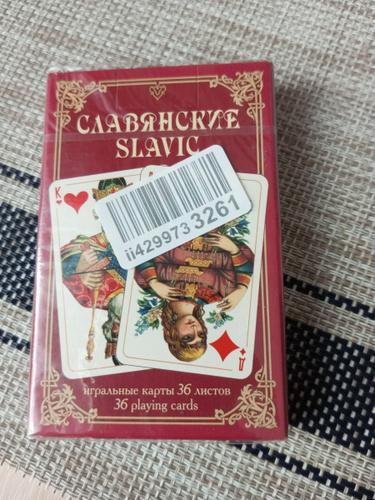 СЛАВЯНСКИЕ
SLAVIC
К
ii429973 3261
Д
игральные карты 36 листов
36 playing cards